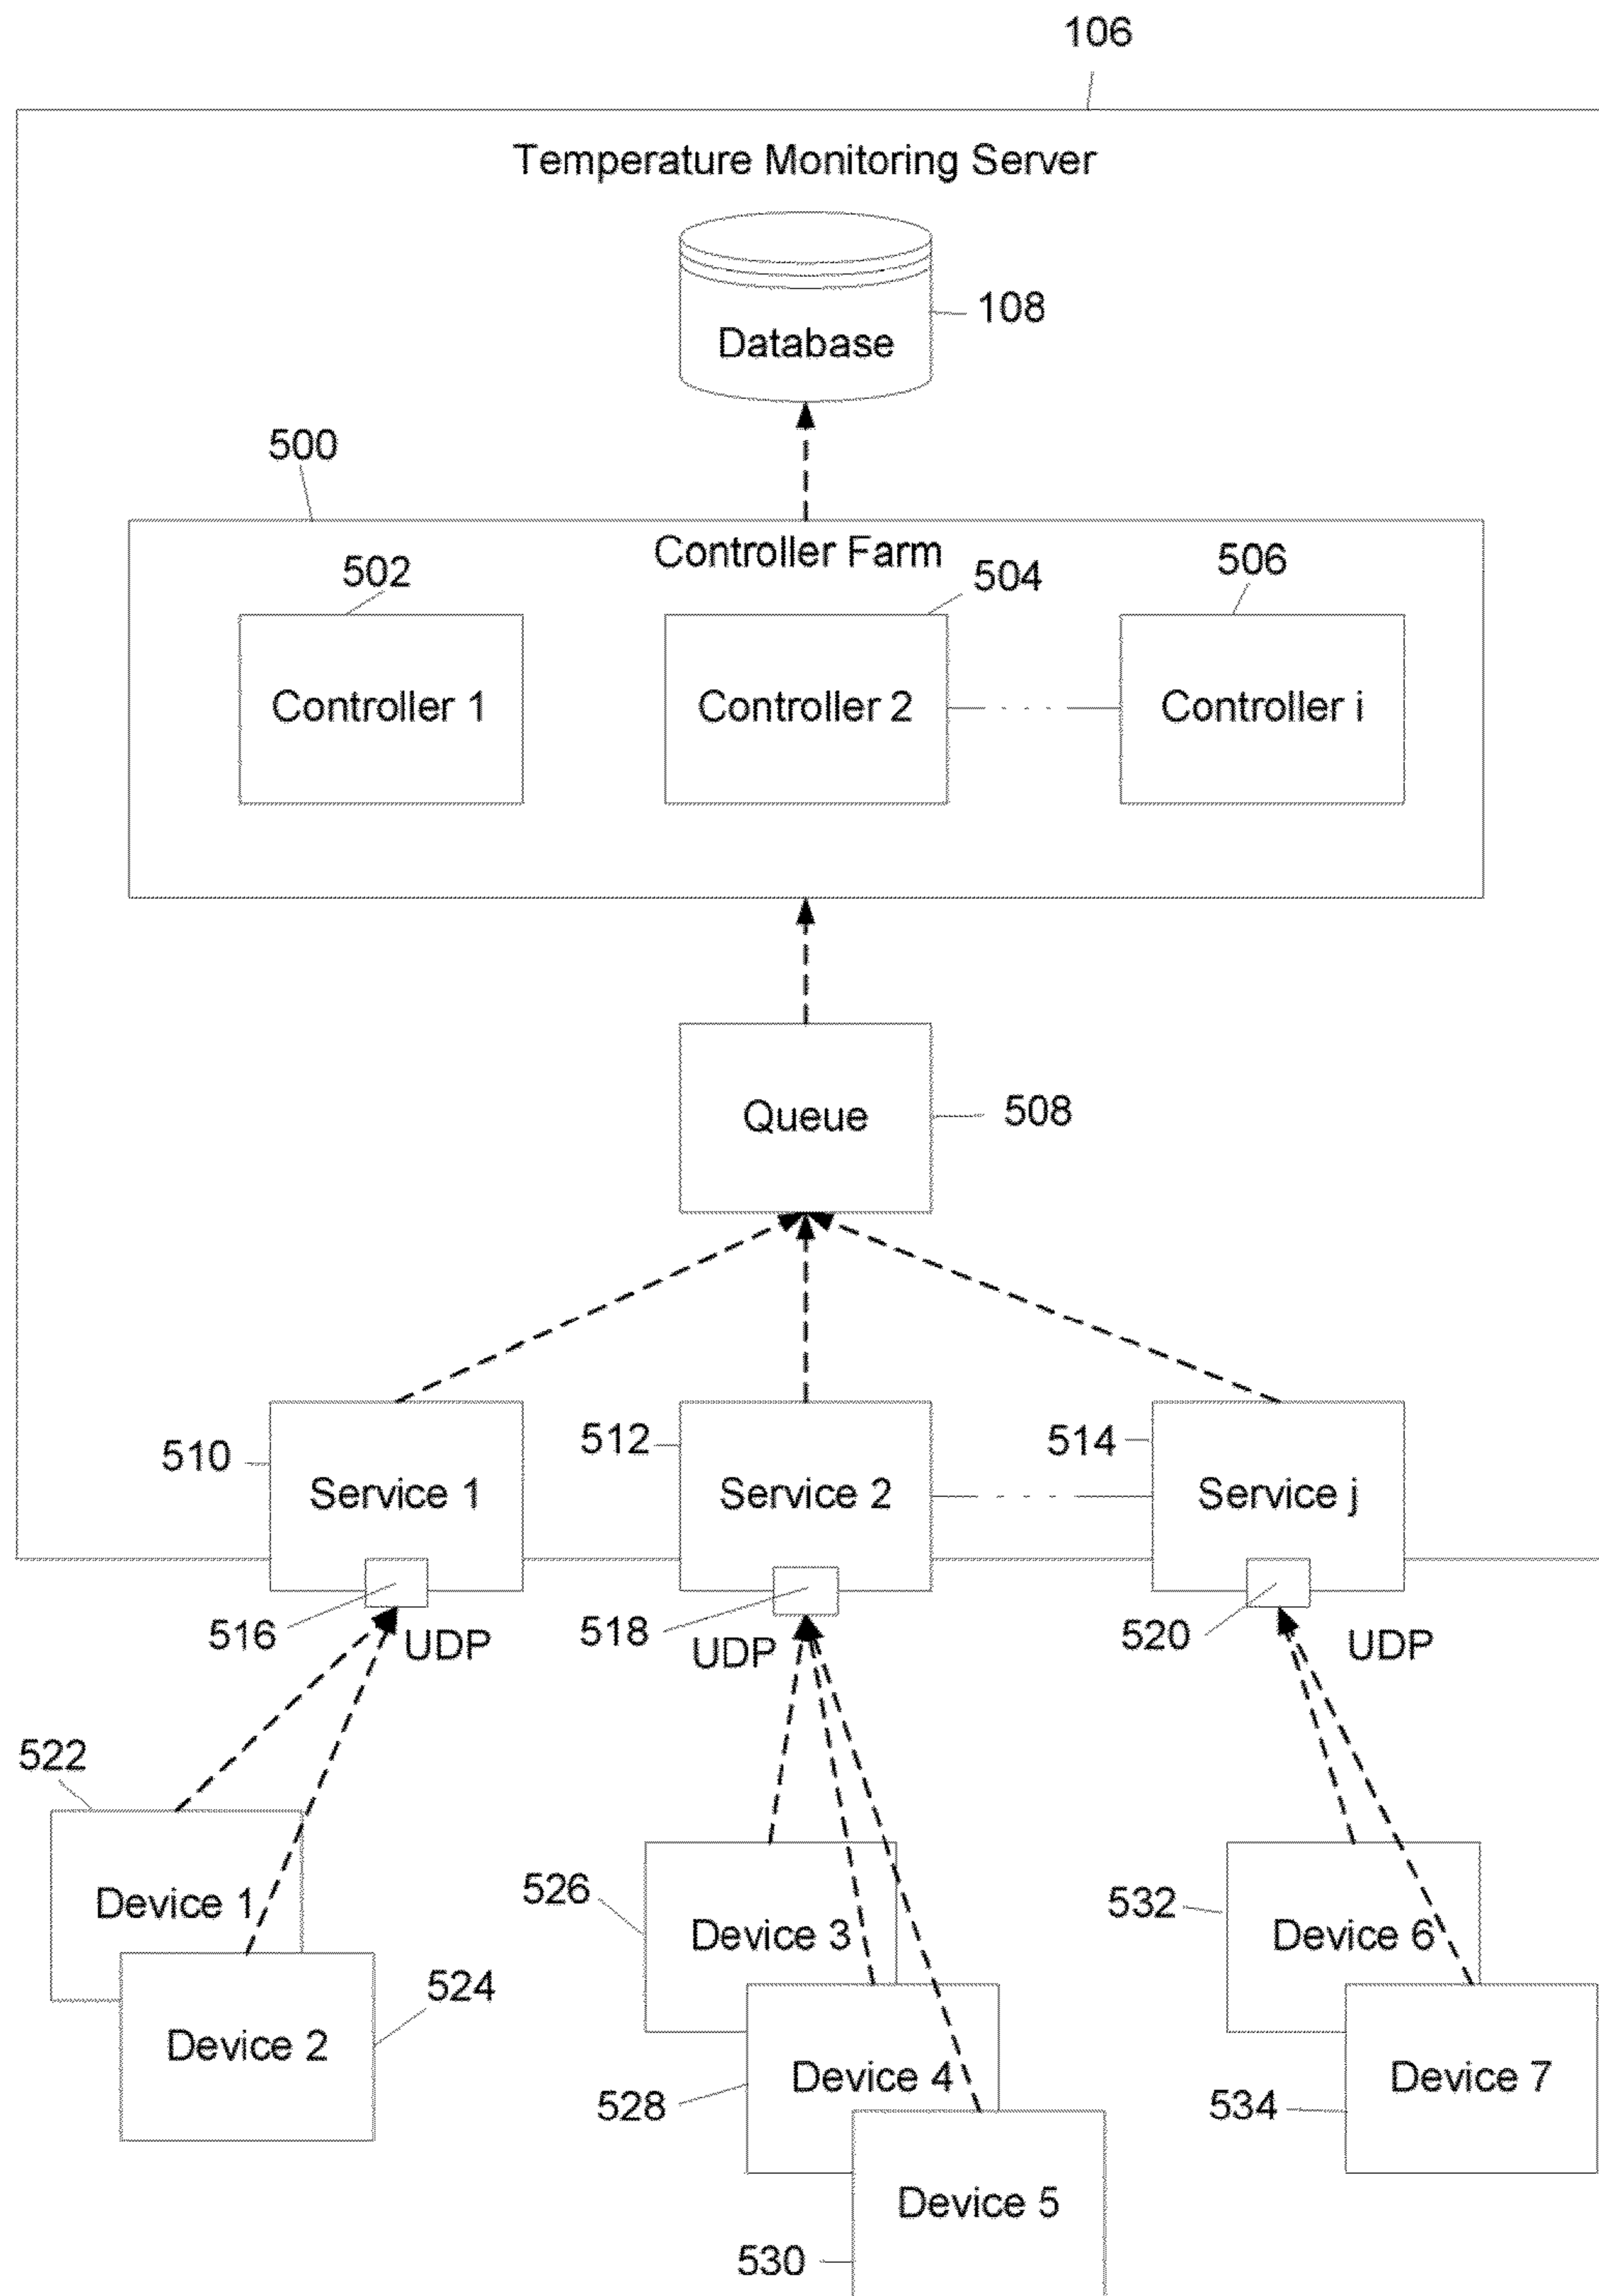 106
Temperature Monitoring Server
108
Database
500
Controller Farm
502
504
506
Controller 1
Controller 2
Controller i
Queue
508
510
512
514
Service 1
Service 2
Service j
516
UDP
518
UDP
520
UDP
522
Device 1
524
Device 2
526
Device 3
528
Device 4
530
Device 5
532
Device 6
534
Device 7